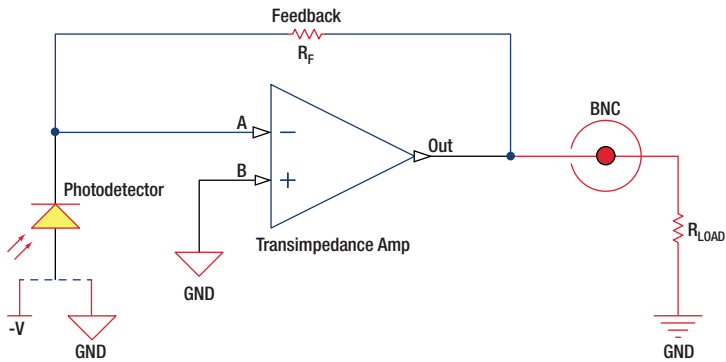 Feedback
R_F
BNC
A
−
Out
B
+
Photodetector
Transimpedance Amp
R_LOAD
GND
-V
GND
GND